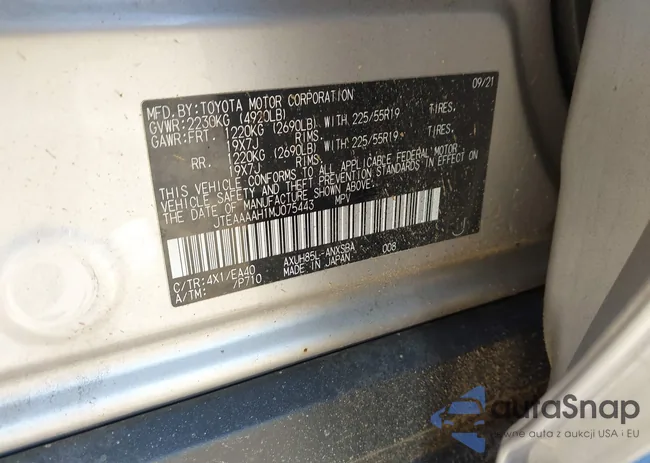 MFD. BY: TOYOTA MOTOR CORPORATION 09/21
GVWR: 2230KG (4920LB)
GAWR: FRT. 1220KG (2690LB) WITH: 225/55R19 TIRES.
19X7J RIMS.
RR. 1220KG (2690LB) WITH: 225/55R19 TIRES.
19X7J RIMS.
THIS VEHICLE CONFORMS TO ALL APPLICABLE FEDERAL MOTOR
VEHICLE SAFETY AND THEFT PREVENTION STANDARDS IN EFFECT ON
THE DATE OF MANUFACTURE SHOWN ABOVE.
JTEAAAAH1MJ075443 MPV
J
AXUH85L-ANXSBA 008
C/TR: 4X1/EA40 MADE IN JAPAN
A/TM: /P710
autaSnap
pewne auta z aukcji USA i EU